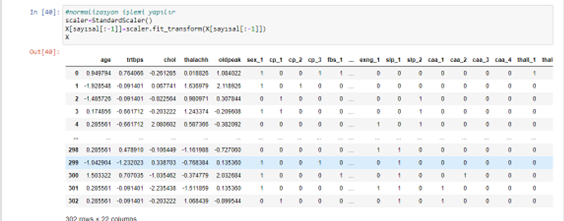 In [40]: #normalizasyon işlemi yapılır
scaler=StandardScaler()
X[sayısal[:-1]]=scaler.fit_transform(X[sayısal[:-1]])
X
Out[40]:
age trtbps chol thalachh oldpeak sex_1 cp_1 cp_2 cp_3 fbs_1 ... exng_1 slp_1 slp_2 caa_1 caa_2 caa_3 caa_4 thall_1 thall_
0 0.949794 0.764066 -0.261285 0.018826 1.084022 1 0 0 1 1 ... 0 0 0 0 0 0 0 1
1 -1.928548 -0.091401 0.067741 1.636979 2.118926 1 0 1 0 0 ... 0 0 0 0 0 0 0 0
2 -1.485726 -0.091401 -0.822564 0.980971 0.307844 0 1 0 0 0 ... 0 0 1 0 0 0 0 0
3 0.174856 -0.661712 -0.203222 1.243374 -0.209608 1 1 0 0 0 ... 0 0 1 0 0 0 0 0
4 0.285561 -0.661712 2.080602 0.587366 -0.382092 0 0 0 0 0 ... 1 0 1 0 0 0 0 0
... ... ... ... ... ... ... ... ... ... ... ... ... ... ... ... ... ... ... ...
298 0.285561 0.478910 -0.106449 -1.161988 -0.727060 0 0 0 0 0 ... 1 1 0 0 0 0 0 0
299 -1.042904 -1.232023 0.338703 -0.768384 0.135360 1 0 0 1 0 ... 0 1 0 0 0 0 0 0
300 1.503322 0.707035 -1.035462 -0.374779 2.032684 1 0 0 0 1 ... 0 1 0 0 1 0 0 0
301 0.285561 -0.091401 -2.235438 -1.511859 0.135360 1 0 0 0 0 ... 1 1 0 1 0 0 0 0
302 0.285561 -0.091401 -0.203222 1.068439 -0.899544 0 1 0 0 0 ... 0 1 0 1 0 0 0 0
302 rows × 22 columns